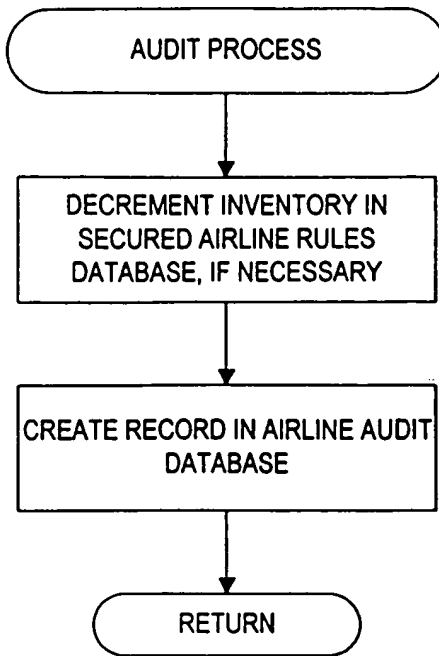 AUDIT PROCESS
DECREMENT INVENTORY IN
SECURED AIRLINE RULES
DATABASE, IF NECESSARY
CREATE RECORD IN AIRLINE AUDIT
DATABASE
RETURN